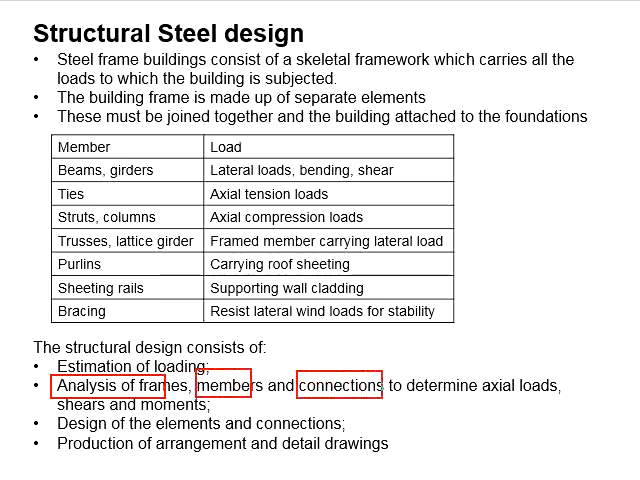 Structural Steel design
• Steel frame buildings consist of a skeletal framework which carries all the
loads to which the building is subjected.
• The building frame is made up of separate elements
• These must be joined together and the building attached to the foundations
Member Load
Beams, girders Lateral loads, bending, shear
Ties Axial tension loads
Struts, columns Axial compression loads
Trusses, lattice girder Framed member carrying lateral load
Purlins Carrying roof sheeting
Sheeting rails Supporting wall cladding
Bracing Resist lateral wind loads for stability
The structural design consists of:
• Estimation of loading;
• Analysis of frames, members and connections to determine axial loads,
shears and moments;
• Design of the elements and connections;
• Production of arrangement and detail drawings